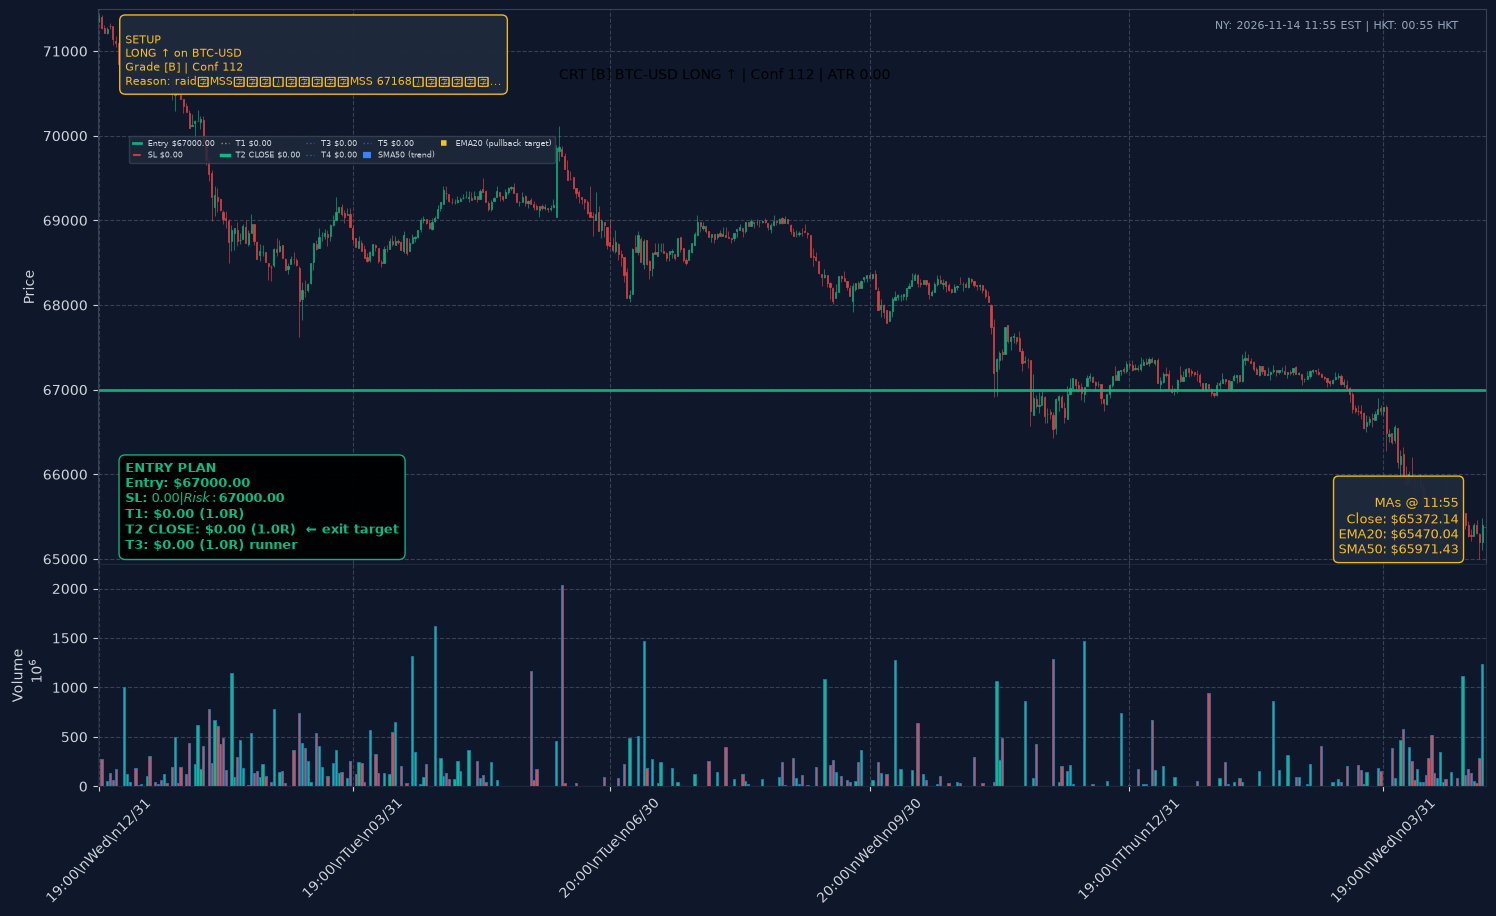 NY: 2026-11-14 11:55 EST | HKT: 00:55 HKT
SETUP
LONG ↑ on BTC-USD
Grade [B] | Conf 112
Reason: raid□MSS□□□□□□□□□MSS 67168□□□□□□...
CRT [B] BTC-USD LONG ↑ | Conf 112 | ATR 0.00
Entry $67000.00
SL $0.00
T1 $0.00
T2 CLOSE $0.00
T3 $0.00
T4 $0.00
T5 $0.00
SMA50 (trend)
EMA20 (pullback target)
Price
71000
70000
69000
68000
67000
66000
65000
ENTRY PLAN
Entry: $67000.00
SL: 0.00|Risk:67000.00
T1: $0.00 (1.0R)
T2 CLOSE: $0.00 (1.0R) ← exit target
T3: $0.00 (1.0R) runner
MAs @ 11:55
Close: $65372.14
EMA20: $65470.04
SMA50: $65971.43
Volume
10⁶
2000
1500
1000
500
0
19:00\nWed\n12/31
19:00\nTue\n03/31
20:00\nTue\n06/30
20:00\nWed\n09/30
19:00\nThu\n12/31
19:00\nWed\n03/31